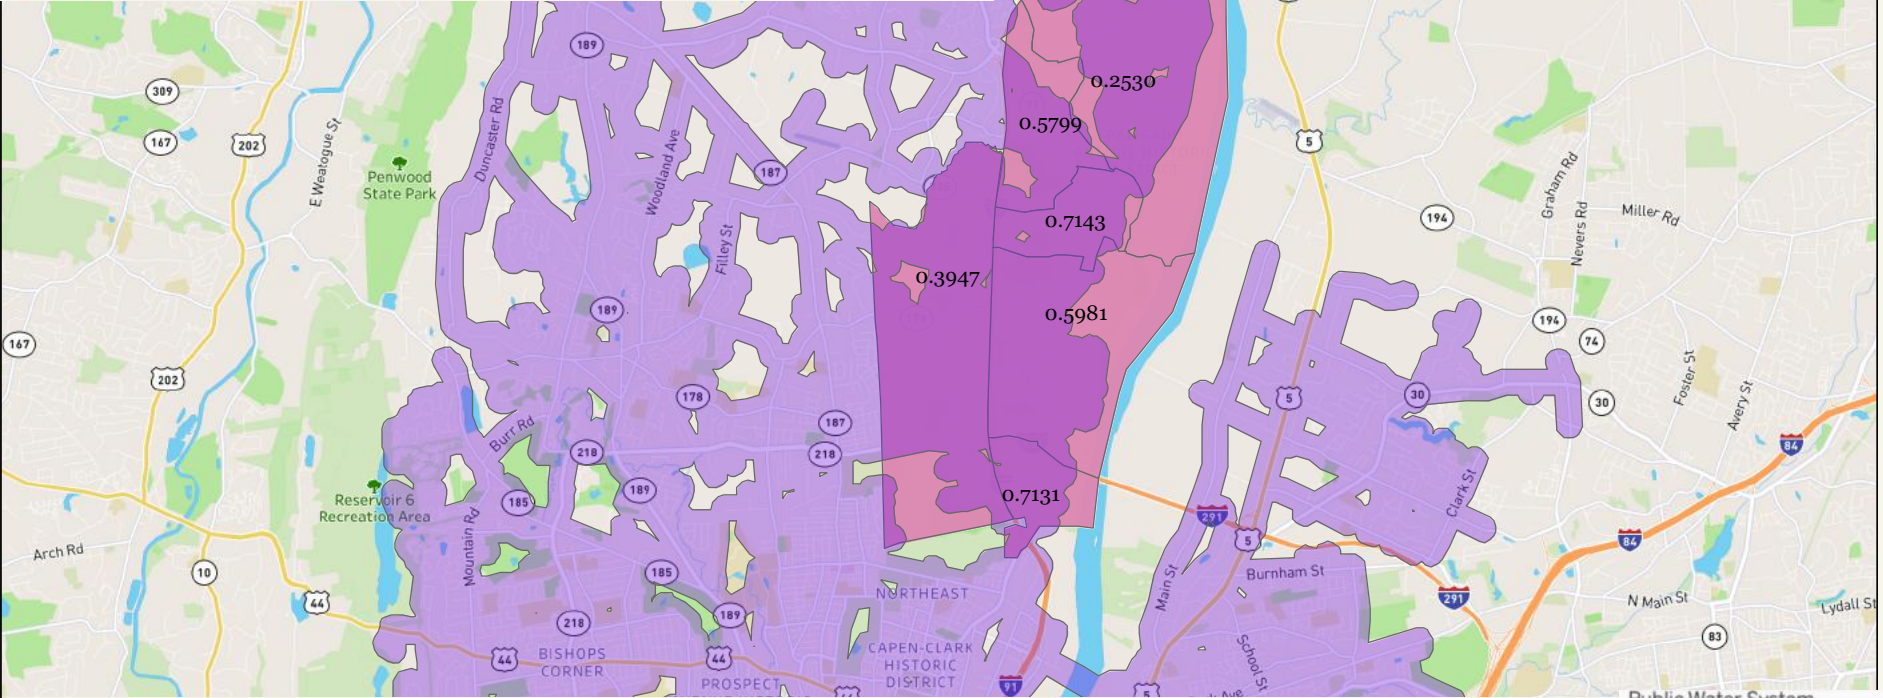 189
309
167
202
E Weatogue St
Penwood
State Park
Duncaster Rd
Woodland Ave
187
0.2530
0.5799
5
194
Graham Rd
Nevers Rd
Miller Rd
0.7143
Filley St
0.3947
189
0.5981
167
202
194
74
5
30
30
Foster St
Avery St
178
187
218
218
Burr Rd
84
Reservoir 6
Recreation Area
185
189
0.7131
291
5
Clark St
84
Arch Rd
Mountain Rd
10
185
44
NORTHEAST
Main St
Burnham St
291
N Main St
Lydall St
218
189
83
44
BISHOPS
CORNER
44
PROSPECT
CAPEN-CLARK
HISTORIC
DISTRICT
School St
91
44
5
Public Water System